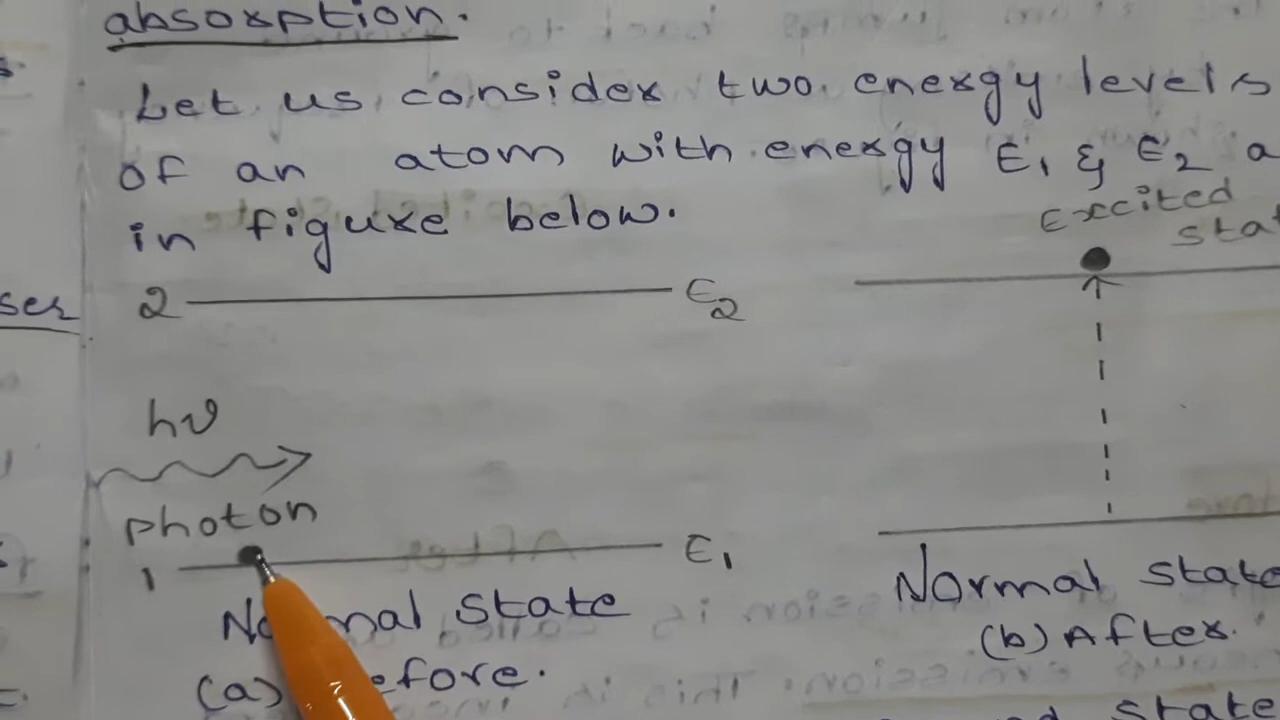 absorption.
Let us consider two energy levels
of an atom with energy E1 & E2 a
in figure below.
Excited
sta
2 E2
hν
photon
1 E1
Normal state
(a) efore.
Normal state
(b) After.
state